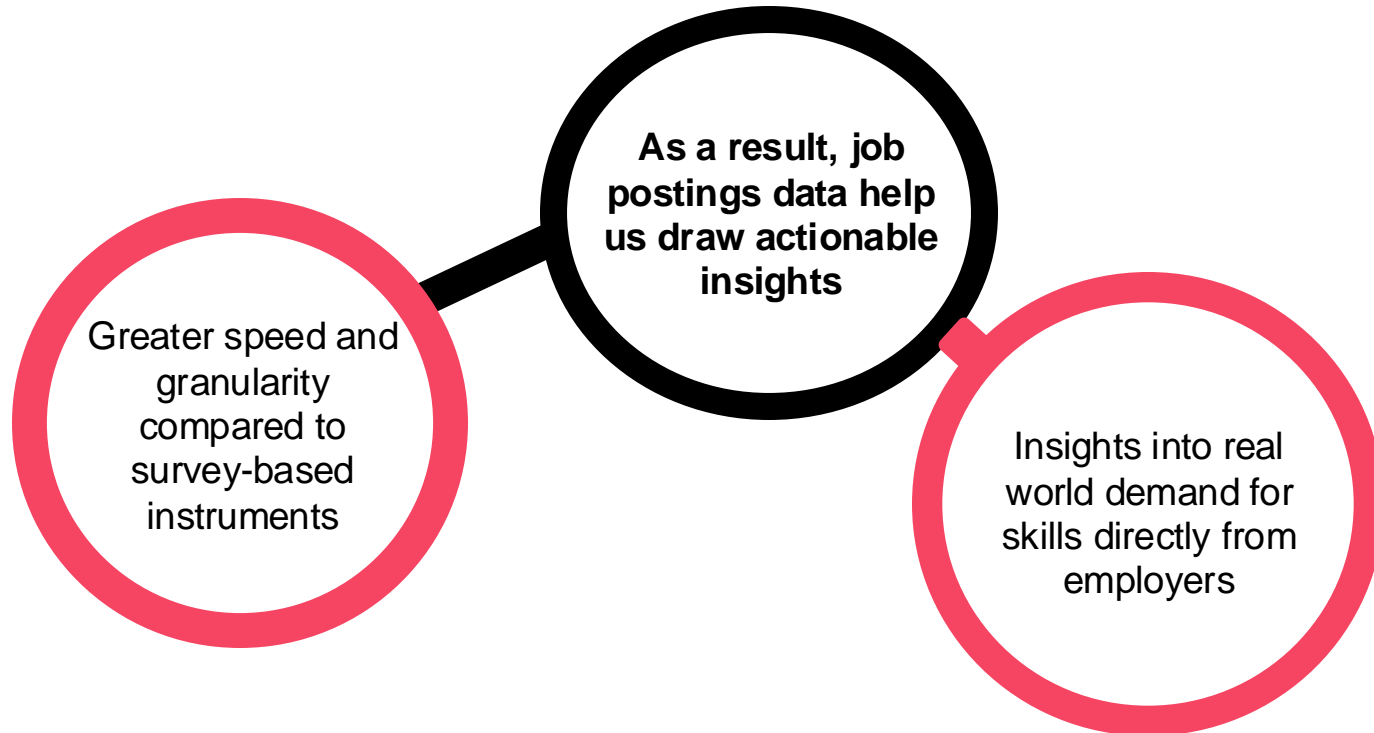 As a result, job
postings data help
us draw actionable
insights
Greater speed and
granularity
compared to
survey-based
instruments
Insights into real
world demand for
skills directly from
employers